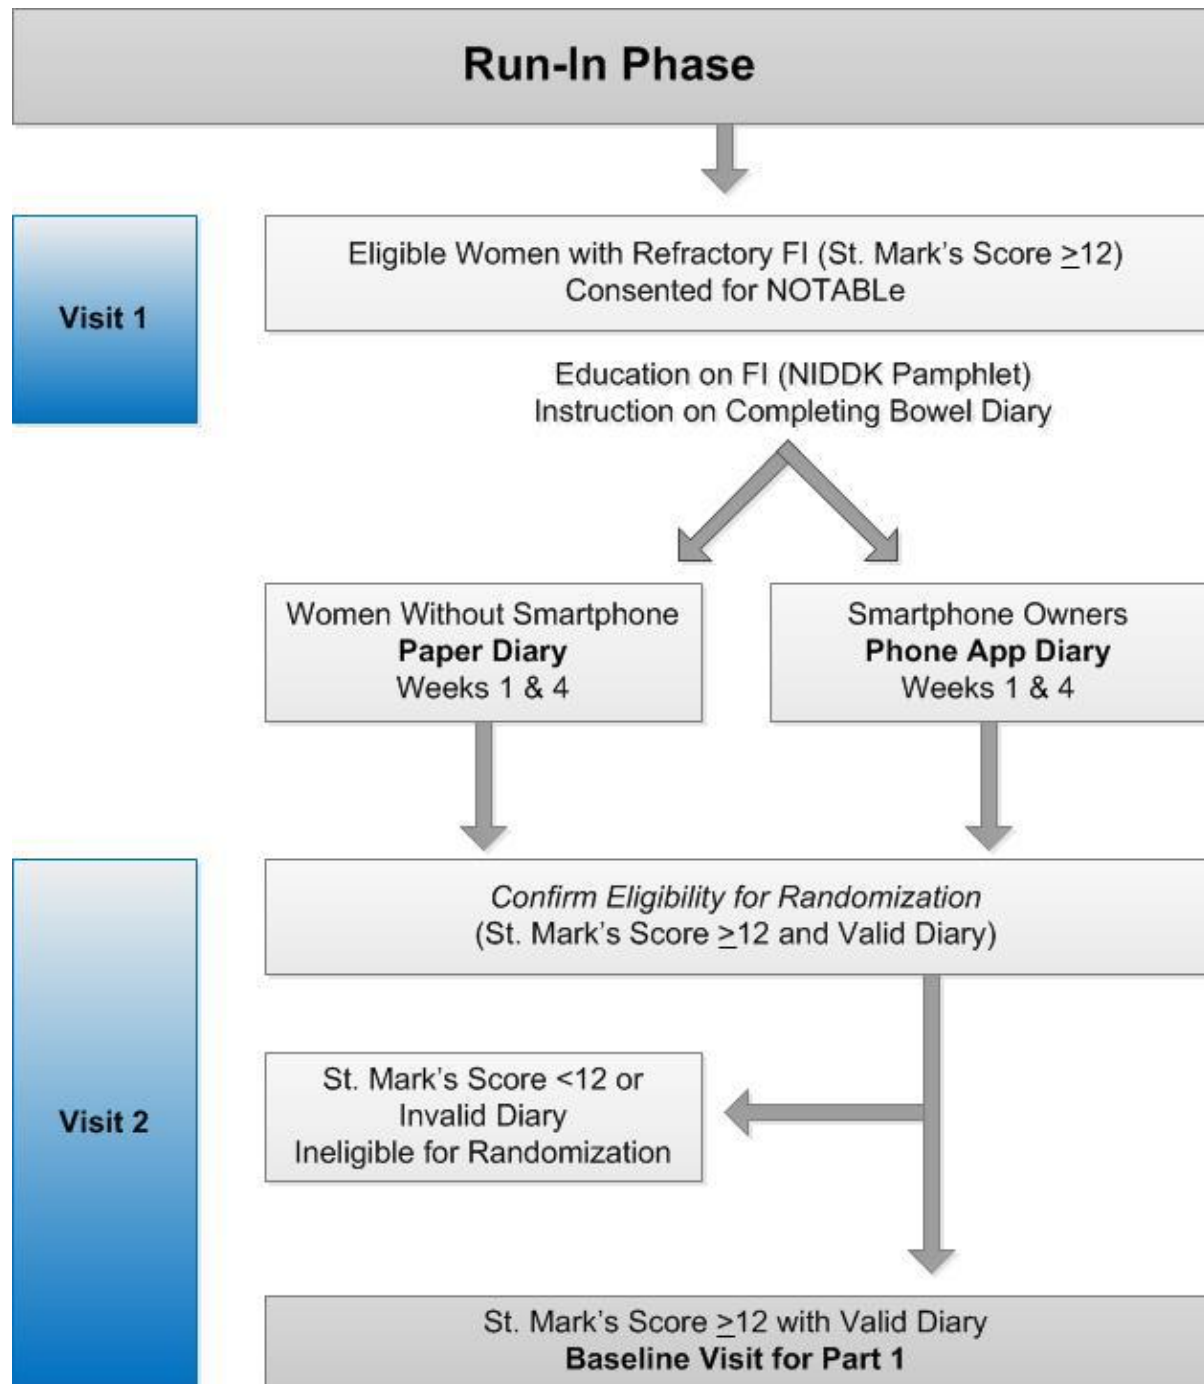 Run-In Phase
Visit 1
Eligible Women with Refractory FI (St. Mark's Score ≥12)
Consented for NOTABLe
Education on FI (NIDDK Pamphlet)
Instruction on Completing Bowel Diary
Women Without Smartphone
Paper Diary
Weeks 1 & 4
Smartphone Owners
Phone App Diary
Weeks 1 & 4
Visit 2
Confirm Eligibility for Randomization
(St. Mark's Score ≥12 and Valid Diary)
St. Mark's Score <12 or
Invalid Diary
Ineligible for Randomization
St. Mark's Score ≥12 with Valid Diary
Baseline Visit for Part 1